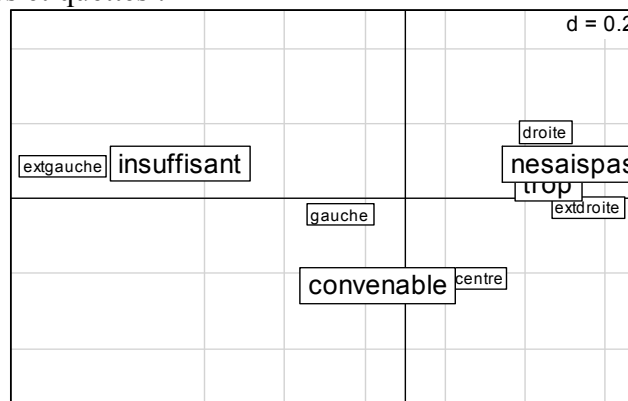 d = 0.2
droite
extgauche
insuffisant
nesaispas
trop
extdroite
gauche
convenable
centre